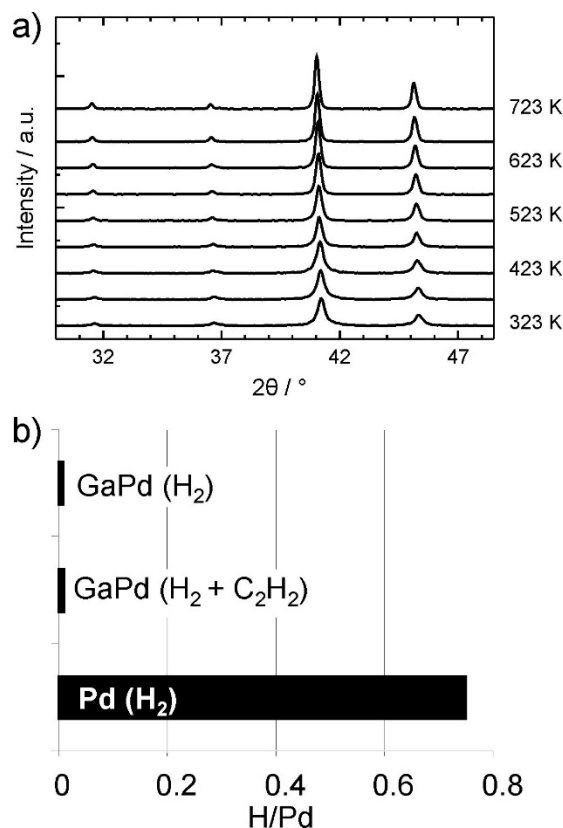 a)
Intensity / a.u.
723 K
623 K
523 K
423 K
323 K
32 37 42 47
2θ / °
b)
GaPd (H₂)
GaPd (H₂ + C₂H₂)
Pd (H₂)
0 0.2 0.4 0.6 0.8
H/Pd